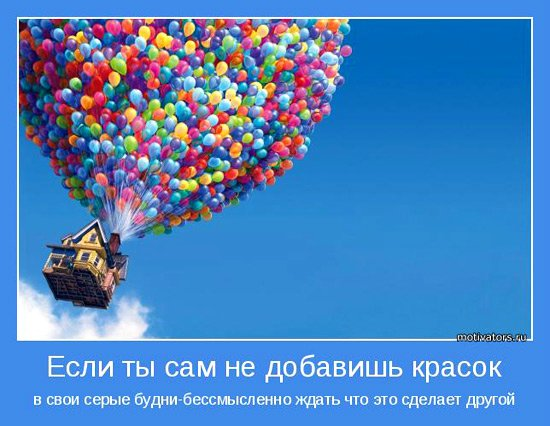 motivators.ru
Если ты сам не добавишь красок
в свои серые будни-бессмысленно ждать что это сделает другой